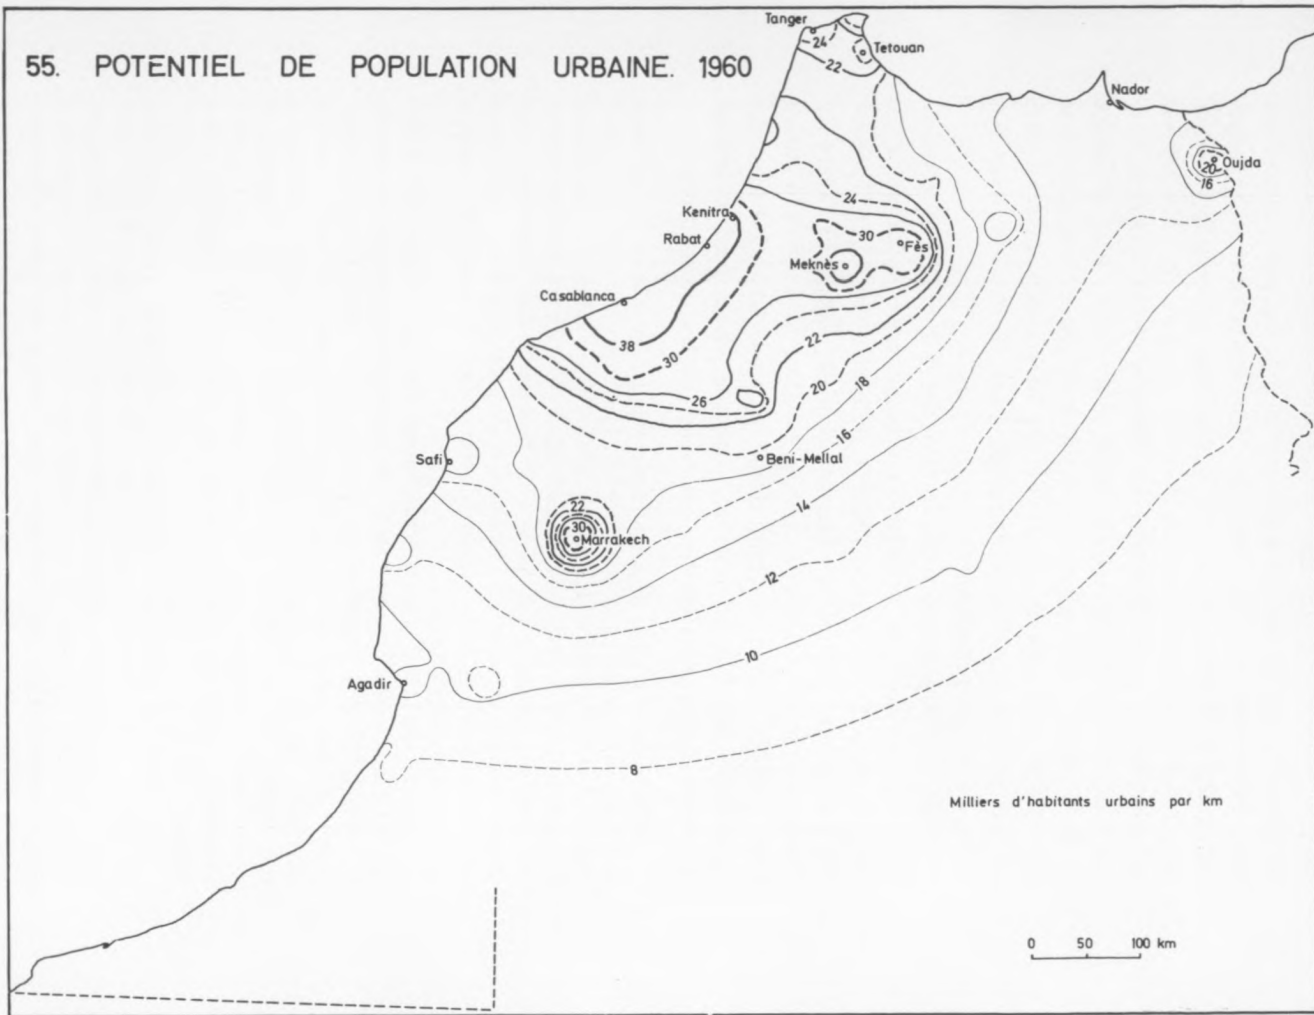 55. POTENTIEL DE POPULATION URBAINE. 1960
Tanger
24
Tetouan
22
Nador
Oujda
20
16
24
Kenitra
Rabat
30
Fès
Meknès
Casablanca
38
30
22
26
20
18
16
Safi
Beni-Mellal
14
22
30
Marrakech
12
10
Agadir
8
Milliers d'habitants urbains par km
0 50 100 km